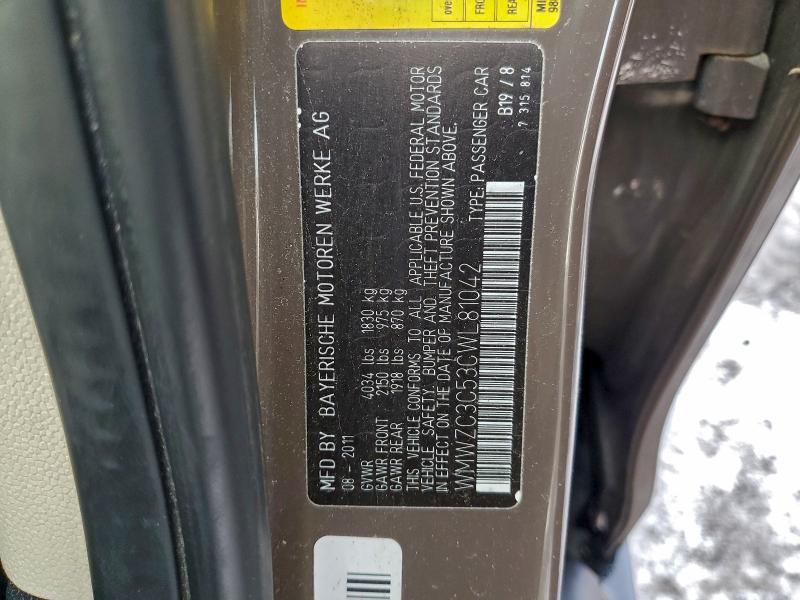 MFD BY BAYERISCHE MOTOREN WERKE AG
08 - 2011
GVWR 4034 lbs 1830 kg
GAWR FRONT 2150 lbs 975 kg
GAWR REAR 1918 lbs 870 kg
THIS VEHICLE CONFORMS TO ALL APPLICABLE U.S. FEDERAL MOTOR
VEHICLE SAFETY, BUMPER AND THEFT PREVENTION STANDARDS
IN EFFECT ON THE DATE OF MANUFACTURE SHOWN ABOVE.
WMWZC3C53CWL81042 TYPE: PASSENGER CAR
B19 / 8
7 315 814